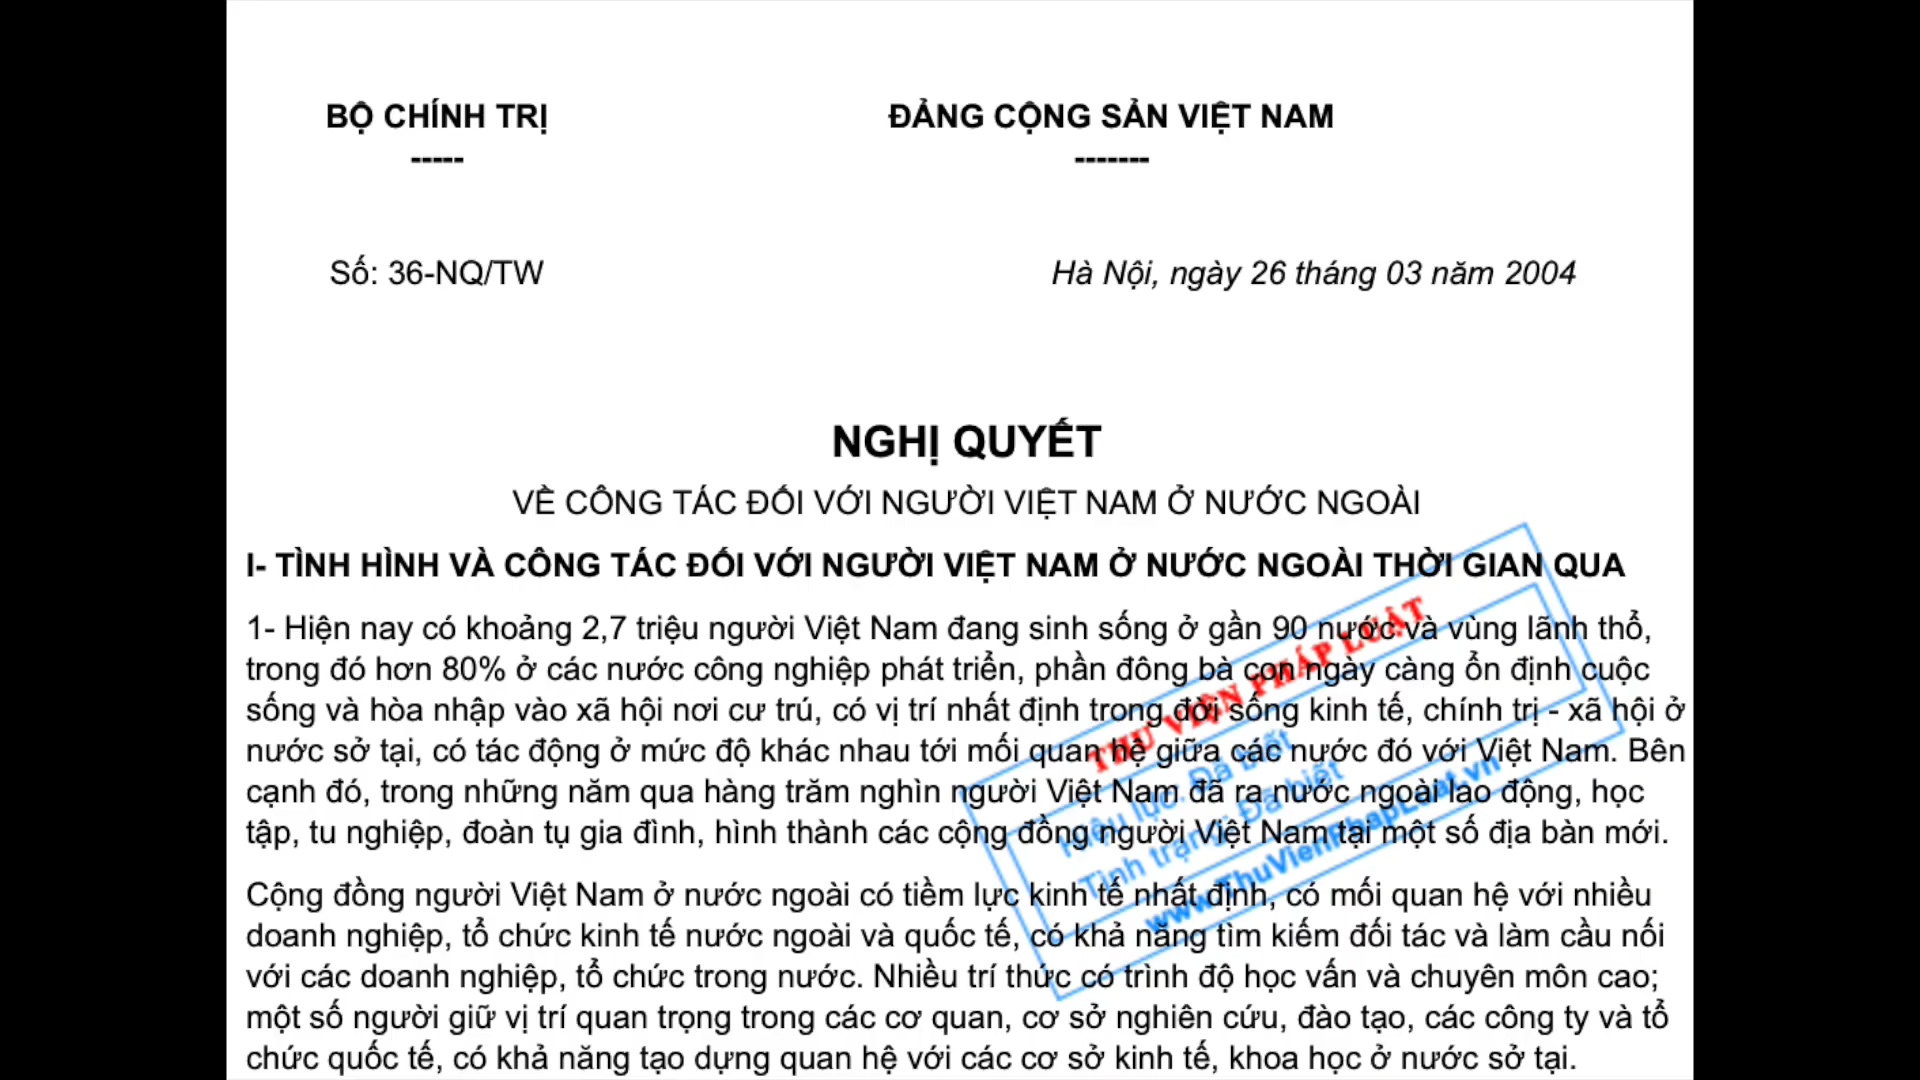 BỘ CHÍNH TRỊ
-----
ĐẢNG CỘNG SẢN VIỆT NAM
-------
Số: 36-NQ/TW
Hà Nội, ngày 26 tháng 03 năm 2004
NGHỊ QUYẾT
VỀ CÔNG TÁC ĐỐI VỚI NGƯỜI VIỆT NAM Ở NƯỚC NGOÀI
I- TÌNH HÌNH VÀ CÔNG TÁC ĐỐI VỚI NGƯỜI VIỆT NAM Ở NƯỚC NGOÀI THỜI GIAN QUA
1- Hiện nay có khoảng 2,7 triệu người Việt Nam đang sinh sống ở gần 90 nước và vùng lãnh thổ,
trong đó hơn 80% ở các nước công nghiệp phát triển, phần đông bà con ngày càng ổn định cuộc
sống và hòa nhập vào xã hội nơi cư trú, có vị trí nhất định trong đời sống kinh tế, chính trị - xã hội ở
nước sở tại, có tác động ở mức độ khác nhau tới mối quan hệ giữa các nước đó với Việt Nam. Bên
cạnh đó, trong những năm qua hàng trăm nghìn người Việt Nam đã ra nước ngoài lao động, học
tập, tu nghiệp, đoàn tụ gia đình, hình thành các cộng đồng người Việt Nam tại một số địa bàn mới.
Cộng đồng người Việt Nam ở nước ngoài có tiềm lực kinh tế nhất định, có mối quan hệ với nhiều
doanh nghiệp, tổ chức kinh tế nước ngoài và quốc tế, có khả năng tìm kiếm đối tác và làm cầu nối
với các doanh nghiệp, tổ chức trong nước. Nhiều trí thức có trình độ học vấn và chuyên môn cao;
một số người giữ vị trí quan trọng trong các cơ quan, cơ sở nghiên cứu, đào tạo, các công ty và tổ
chức quốc tế, có khả năng tạo dựng quan hệ với các cơ sở kinh tế, khoa học ở nước sở tại.
THƯ VIỆN PHÁP LUẬT
Hiệu lực: Đã biết
Tình trạng: Đã biết
www.ThuVienPhapLuat.vn